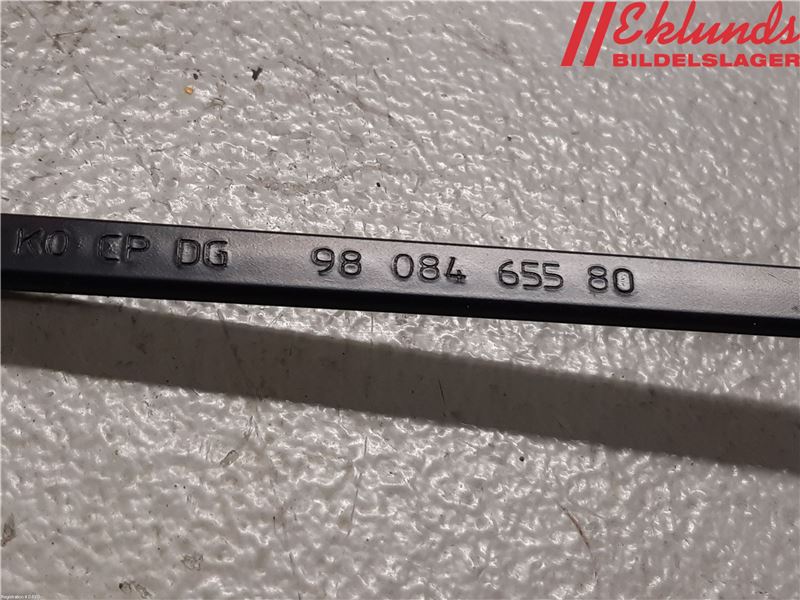 Eklunds
BILDELSLAGER
KO CP DG 98 084 655 80